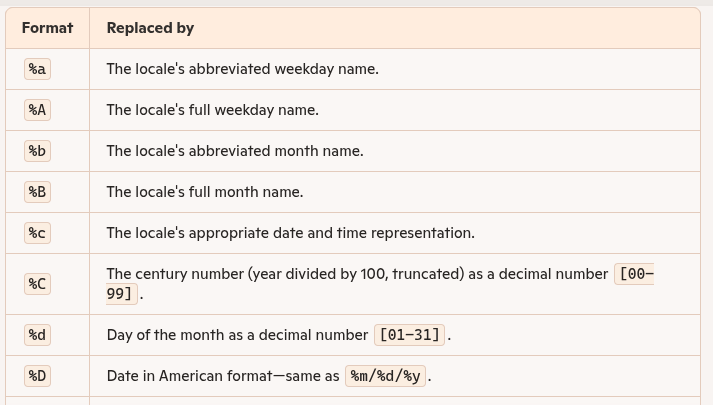 Format Replaced by
%a The locale's abbreviated weekday name.
%A The locale's full weekday name.
%b The locale's abbreviated month name.
%B The locale's full month name.
%c The locale's appropriate date and time representation.
%C The century number (year divided by 100, truncated) as a decimal number [00-
99].
%d Day of the month as a decimal number [01-31].
%D Date in American format—same as %m/%d/%y.